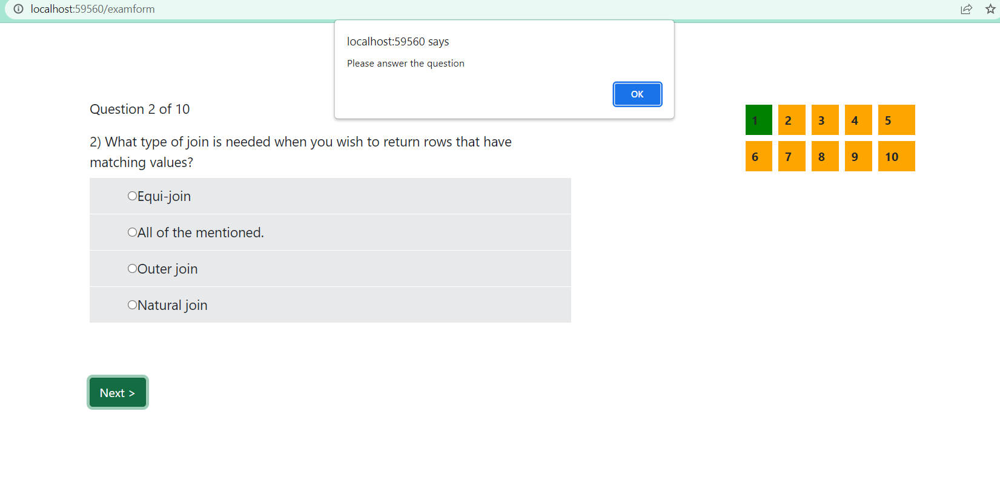 localhost:59560/examform
localhost:59560 says
Please answer the question
OK
Question 2 of 10
2) What type of join is needed when you wish to return rows that have
matching values?
Equi-join
All of the mentioned.
Outer join
Natural join
Next >
1 2 3 4 5
6 7 8 9 10